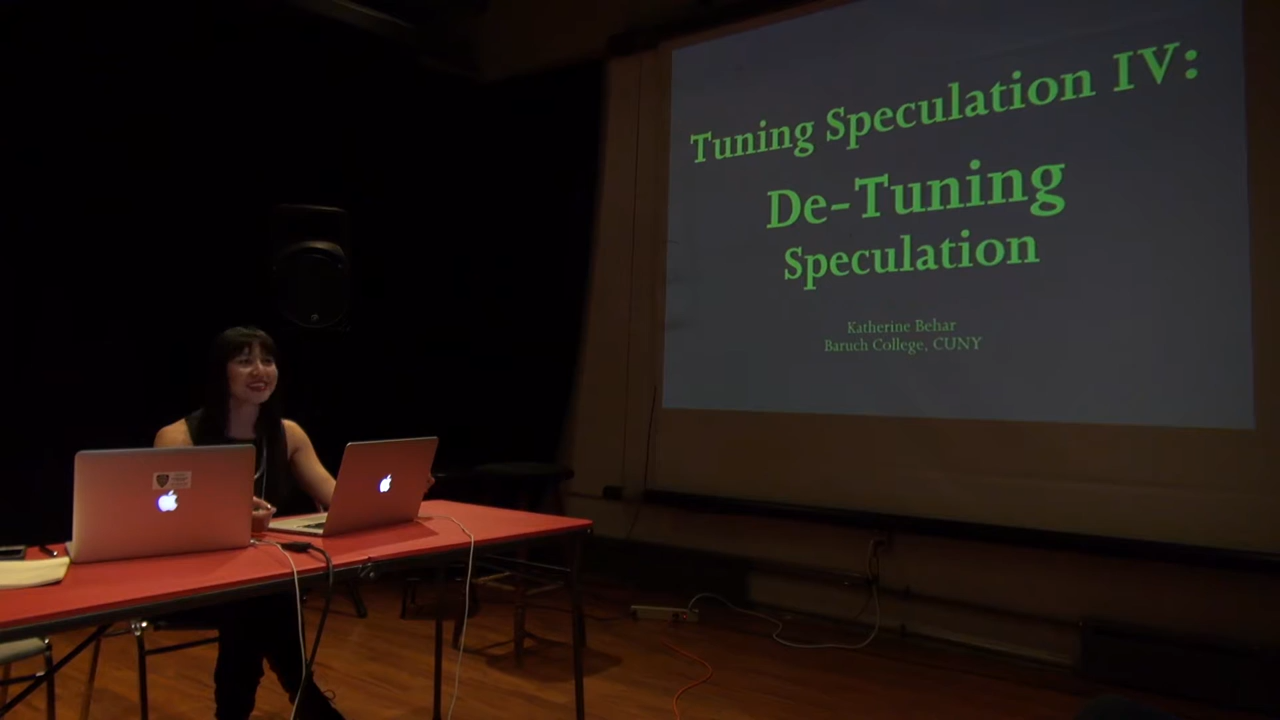 Tuning Speculation IV:
De-Tuning
Speculation
Katherine Behar
Baruch College, CUNY